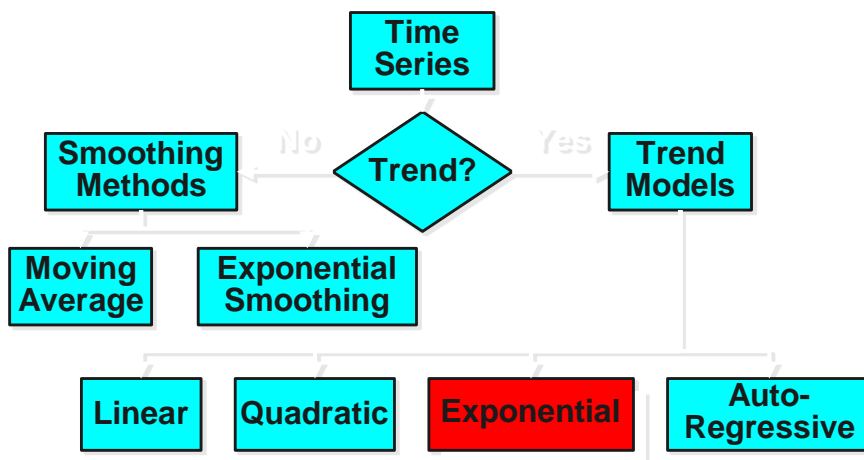 Time
Series
No
Yes
Smoothing
Methods
Trend?
Trend
Models
Moving
Average
Exponential
Smoothing
Linear
Quadratic
Exponential
Auto-
Regressive